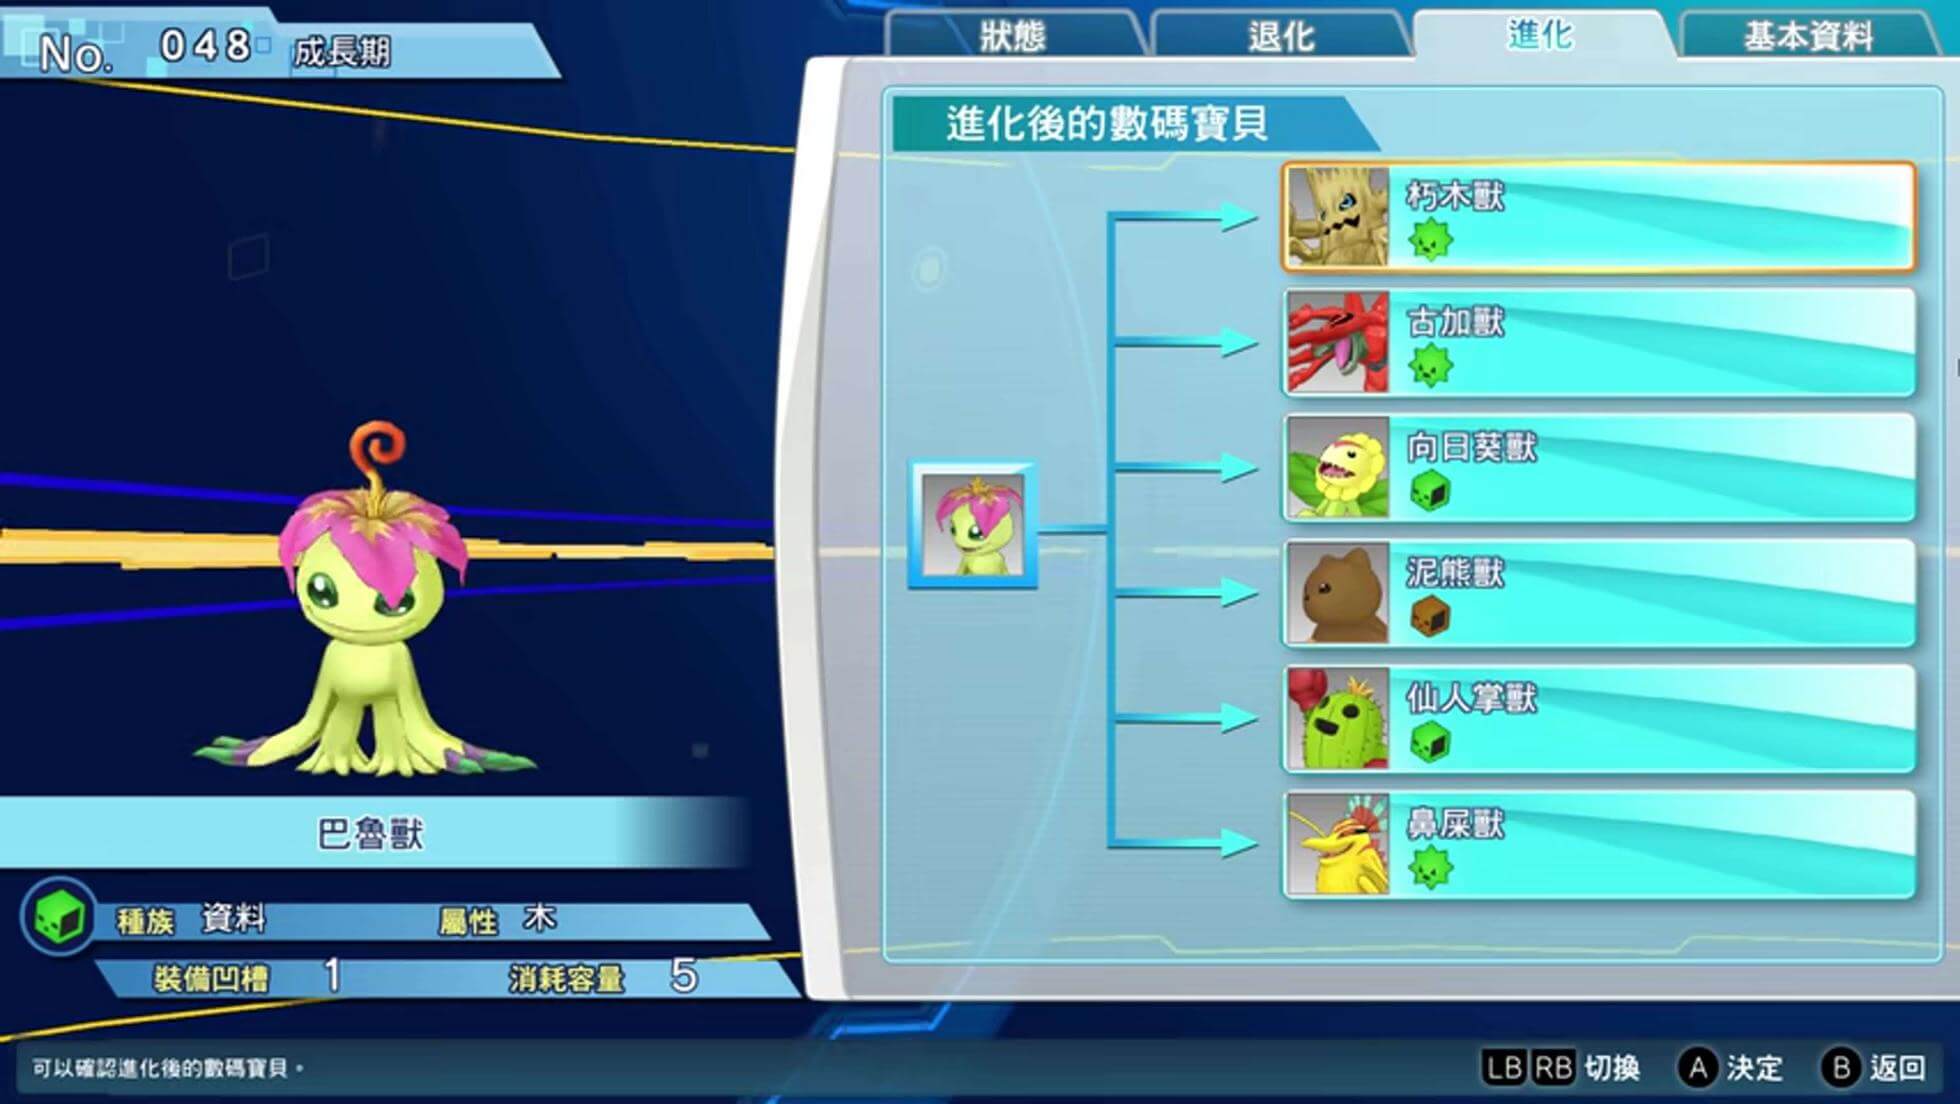 No. 048 成長期
狀態 退化 進化 基本資料
進化後的數碼寶貝
朽木獸
古加獸
向日葵獸
泥熊獸
仙人掌獸
鼻屎獸
巴魯獸
種族 資料 屬性 木
裝備凹槽 1 消耗容量 5
可以確認進化後的數碼寶貝。
LB RB 切換 A 決定 B 返回